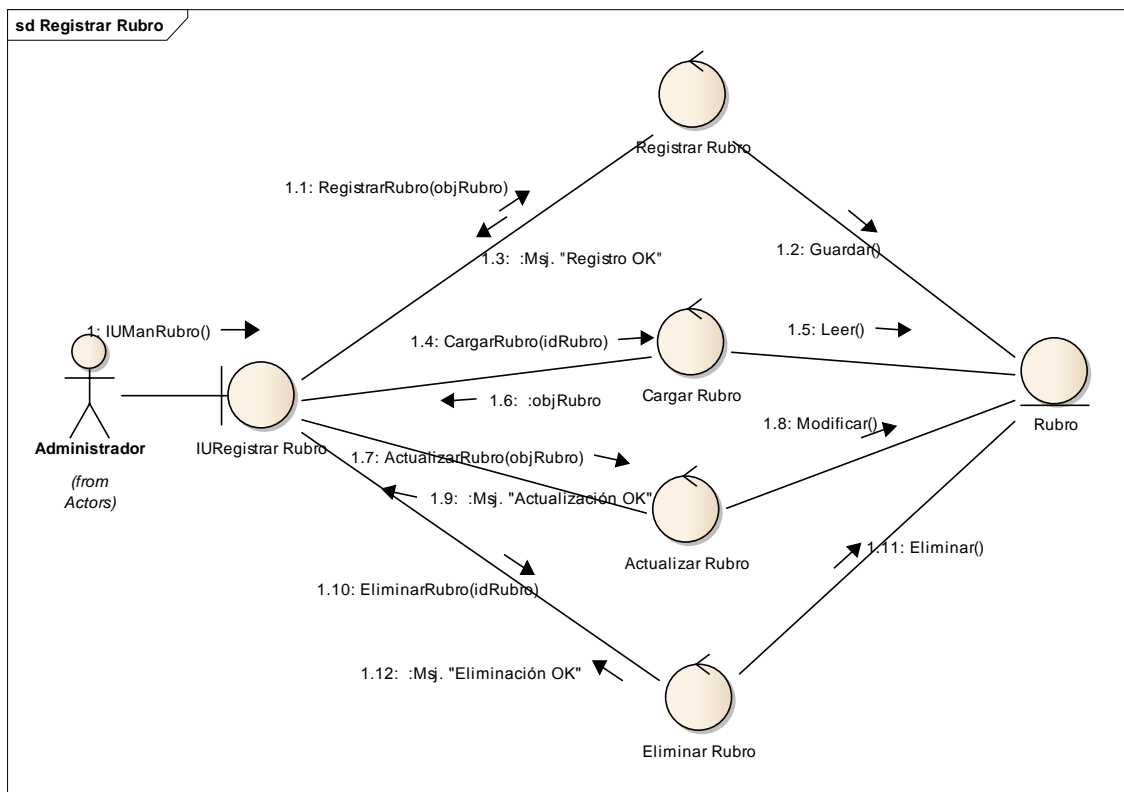 sd Registrar Rubro
Registrar Rubro
1.1: RegistrarRubro(objRubro)
1.2: Guardar()
1.3: :Msj. "Registro OK"
1: IUManRubro()
1.4: CargarRubro(idRubro)
1.5: Leer()
Cargar Rubro
1.6: :objRubro
1.8: Modificar()
Rubro
Administrador
(from
Actors)
IURegistrar Rubro
1.7: ActualizarRubro(objRubro)
1.9: :Msj. "Actualización OK"
Actualizar Rubro
1.11: Eliminar()
1.10: EliminarRubro(idRubro)
1.12: :Msj. "Eliminación OK"
Eliminar Rubro